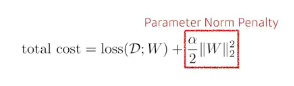 Parameter Norm Penalty
total cost = loss(𝒟; W) + α/2 ‖W‖₂²